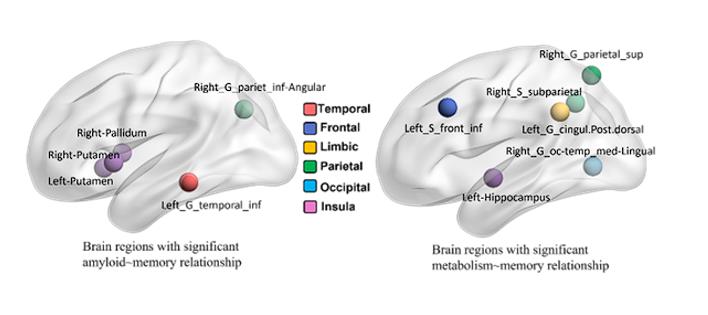 Right_G_pariet_inf-Angular
Right-Pallidum
Right-Putamen
Left-Putamen
Left_G_temporal_inf
Brain regions with significant
amyloid~memory relationship
Temporal
Frontal
Limbic
Parietal
Occipital
Insula
Right_G_parietal_sup
Right_S_subparietal
Left_S_front_inf
Left_G_cingul.Post.dorsal
Right_G_oc-temp_med-Lingual
Left-Hippocampus
Brain regions with significant
metabolism~memory relationship